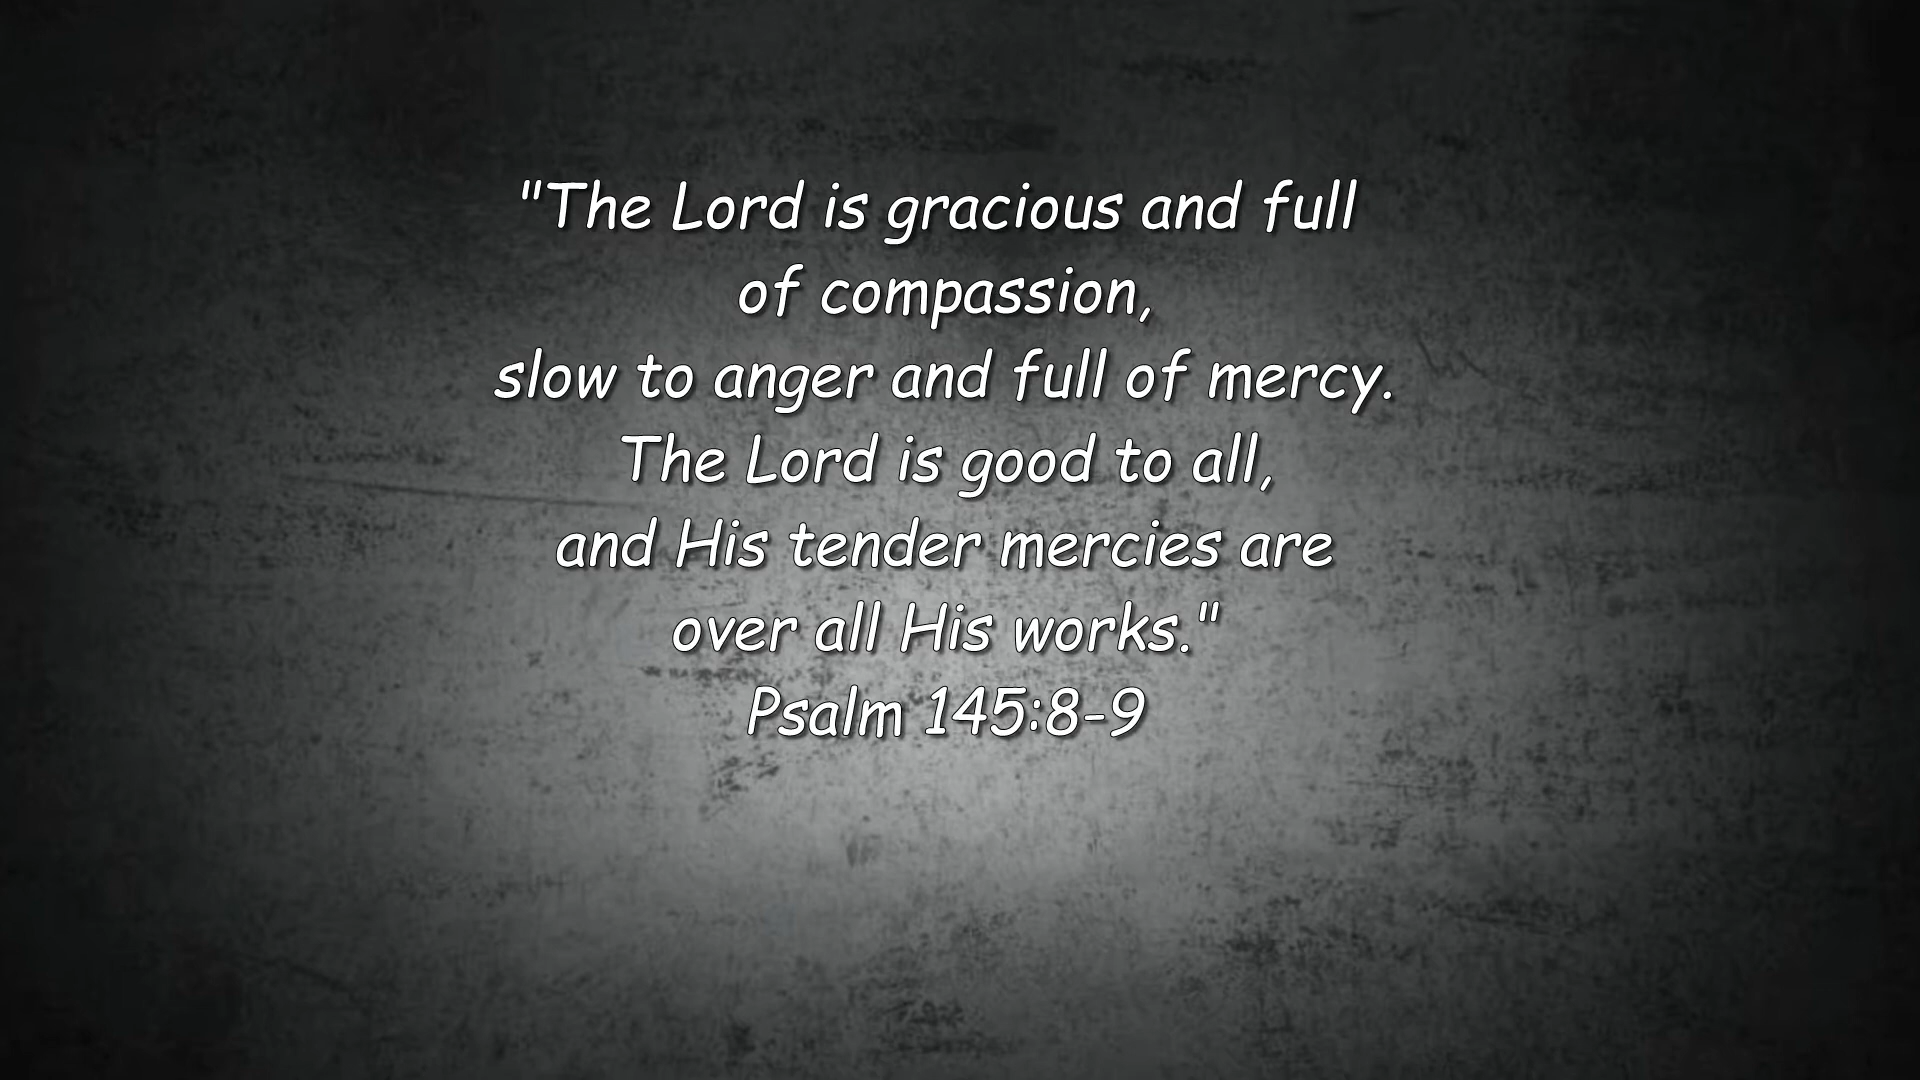 "The Lord is gracious and full
of compassion,
slow to anger and full of mercy.
The Lord is good to all,
and His tender mercies are
over all His works."
Psalm 145:8-9